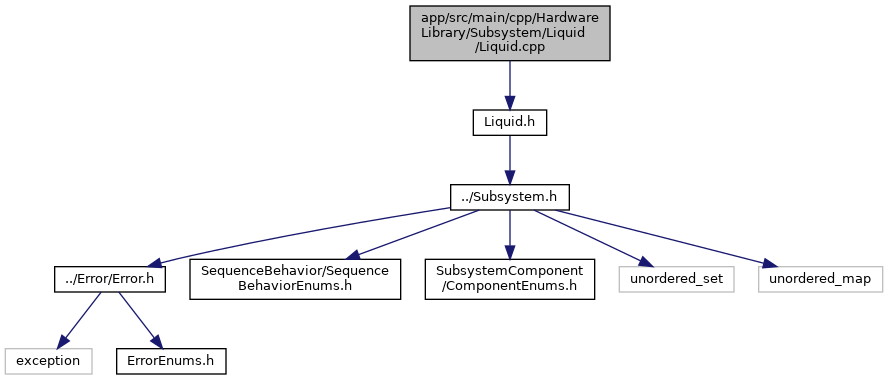 app/src/main/cpp/Hardware
Library/Subsystem/Liquid
/Liquid.cpp
Liquid.h
../Subsystem.h
../Error/Error.h
SequenceBehavior/Sequence
BehaviorEnums.h
SubsystemComponent
/ComponentEnums.h
unordered_set
unordered_map
exception
ErrorEnums.h